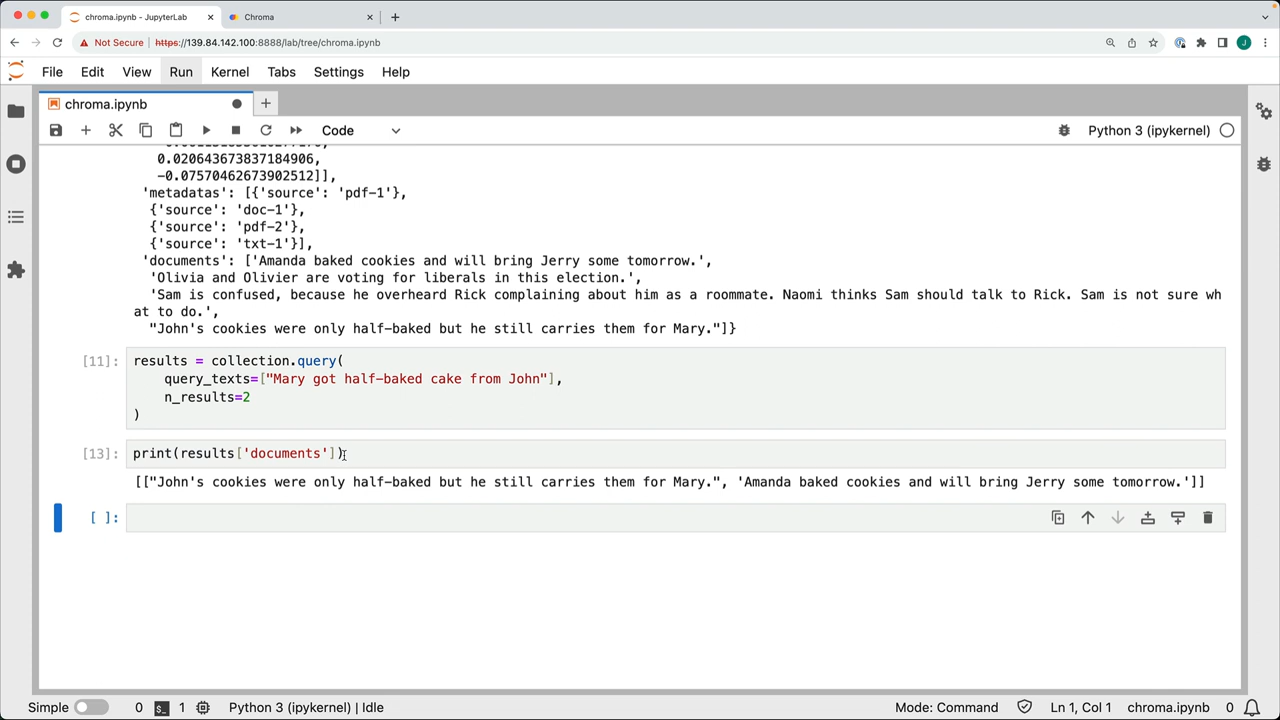 chroma.ipynb - JupyterLab
Chroma
Not Secure
https://139.84.142.100:8888/lab/tree/chroma.ipynb
J
File Edit View Run Kernel Tabs Settings Help
chroma.ipynb
Code
Python 3 (ipykernel)
0.020643673837184906,
-0.07570462673902512]],
'metadatas': [{'source': 'pdf-1'},
{'source': 'doc-1'},
{'source': 'pdf-2'},
{'source': 'txt-1'}],
'documents': ['Amanda baked cookies and will bring Jerry some tomorrow.',
'Olivia and Olivier are voting for liberals in this election.',
'Sam is confused, because he overheard Rick complaining about him as a roommate. Naomi thinks Sam should talk to Rick. Sam is not sure wh
at to do.',
"John's cookies were only half-baked but he still carries them for Mary."]}
[11]: results = collection.query(
query_texts=["Mary got half-baked cake from John"],
n_results=2
)
[13]: print(results['documents'])
[["John's cookies were only half-baked but he still carries them for Mary.", 'Amanda baked cookies and will bring Jerry some tomorrow.']]
[ ]:
Simple 0 1 Python 3 (ipykernel) | Idle Mode: Command Ln 1, Col 1 chroma.ipynb 0